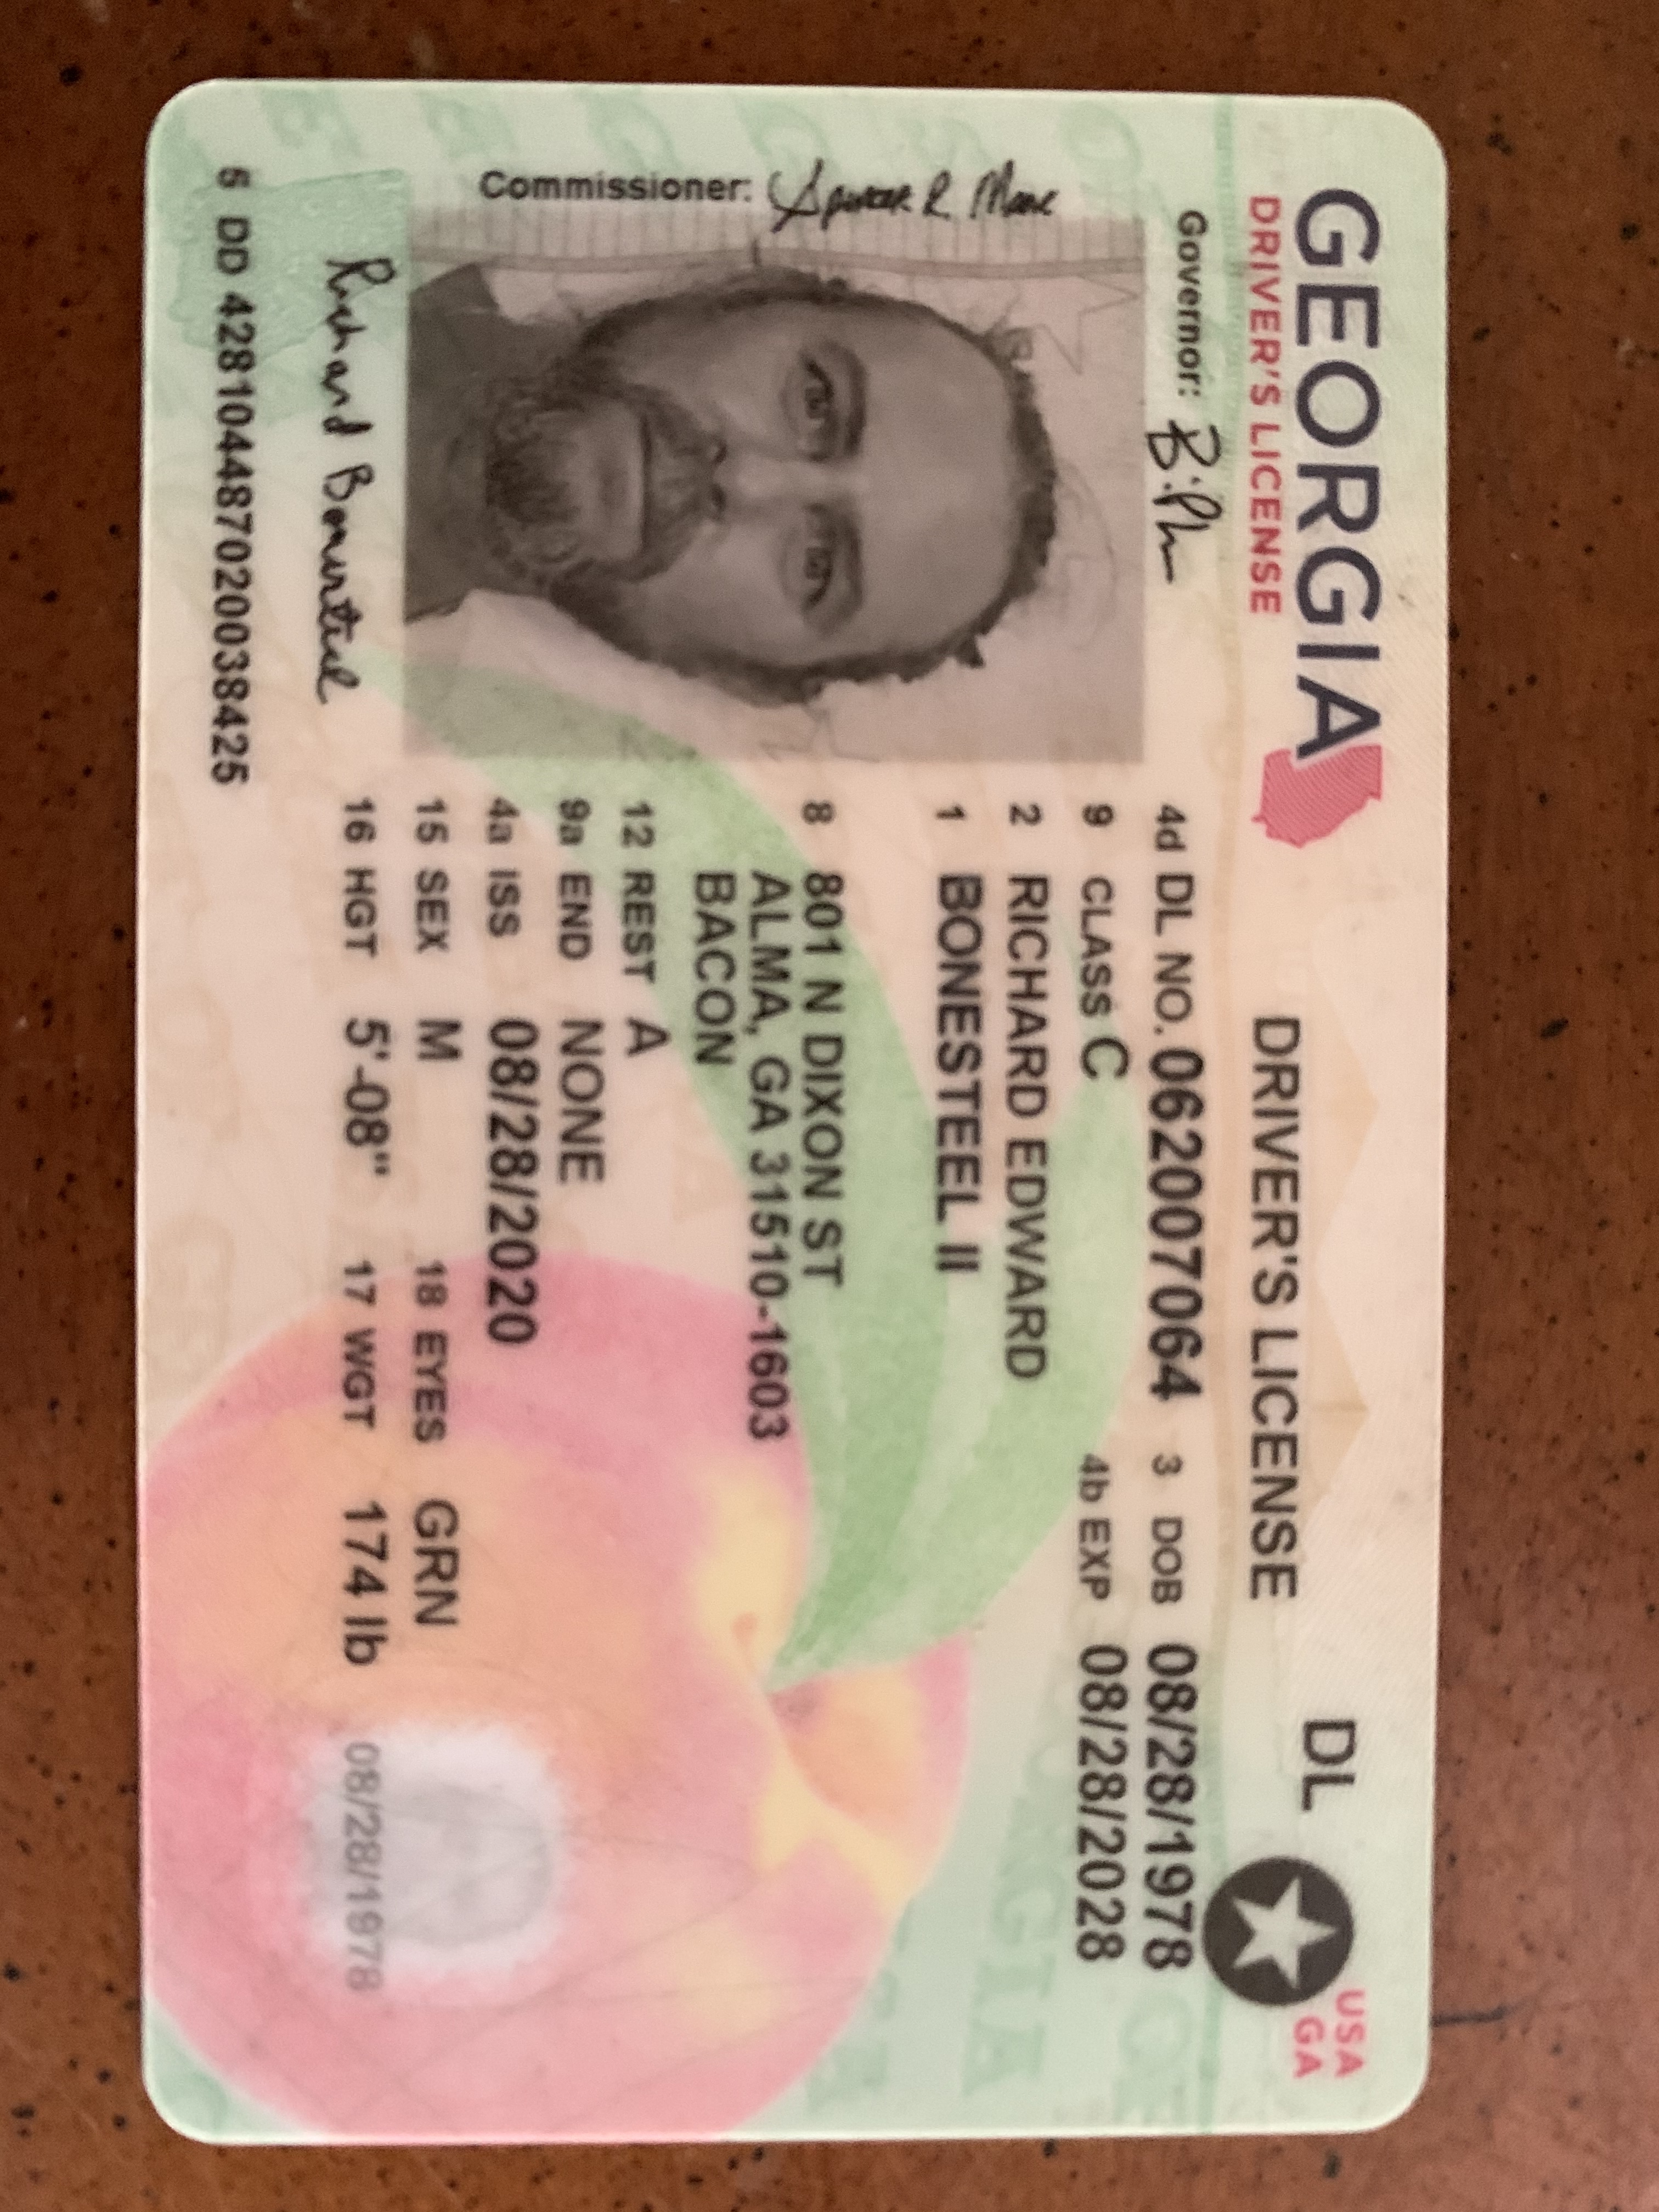 GEORGIA
DRIVER'S LICENSE
DRIVER'S LICENSE
DL
USA
GA
Governor:
Commissioner:
4d DL NO. 062007064 3 DOB 08/28/1978
9 CLASS C 4b EXP 08/28/2028
2 RICHARD EDWARD
1 BONESTEEL II
8 801 N DIXON ST
ALMA, GA 31510-1603
BACON
12 REST A
9a END NONE
4a ISS 08/28/2020
15 SEX M 18 EYES GRN
16 HGT 5'-08" 17 WGT 174 lb
08/28/1978
Richard Bonesteel
5 DD 428104487020038425